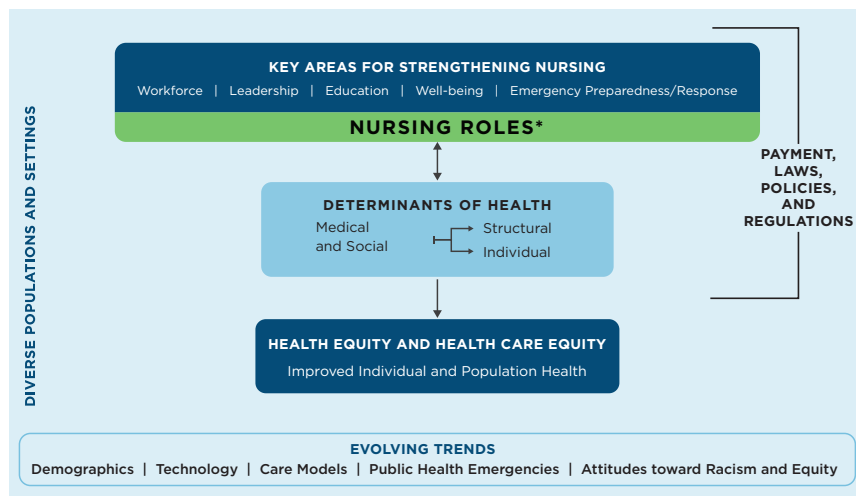 KEY AREAS FOR STRENGTHENING NURSING
Workforce | Leadership | Education | Well-being | Emergency Preparedness/Response
NURSING ROLES*
DIVERSE POPULATIONS AND SETTINGS
PAYMENT,
LAWS,
POLICIES,
AND
REGULATIONS
DETERMINANTS OF HEALTH
Medical
and Social
Structural
Individual
HEALTH EQUITY AND HEALTH CARE EQUITY
Improved Individual and Population Health
EVOLVING TRENDS
Demographics | Technology | Care Models | Public Health Emergencies | Attitudes toward Racism and Equity